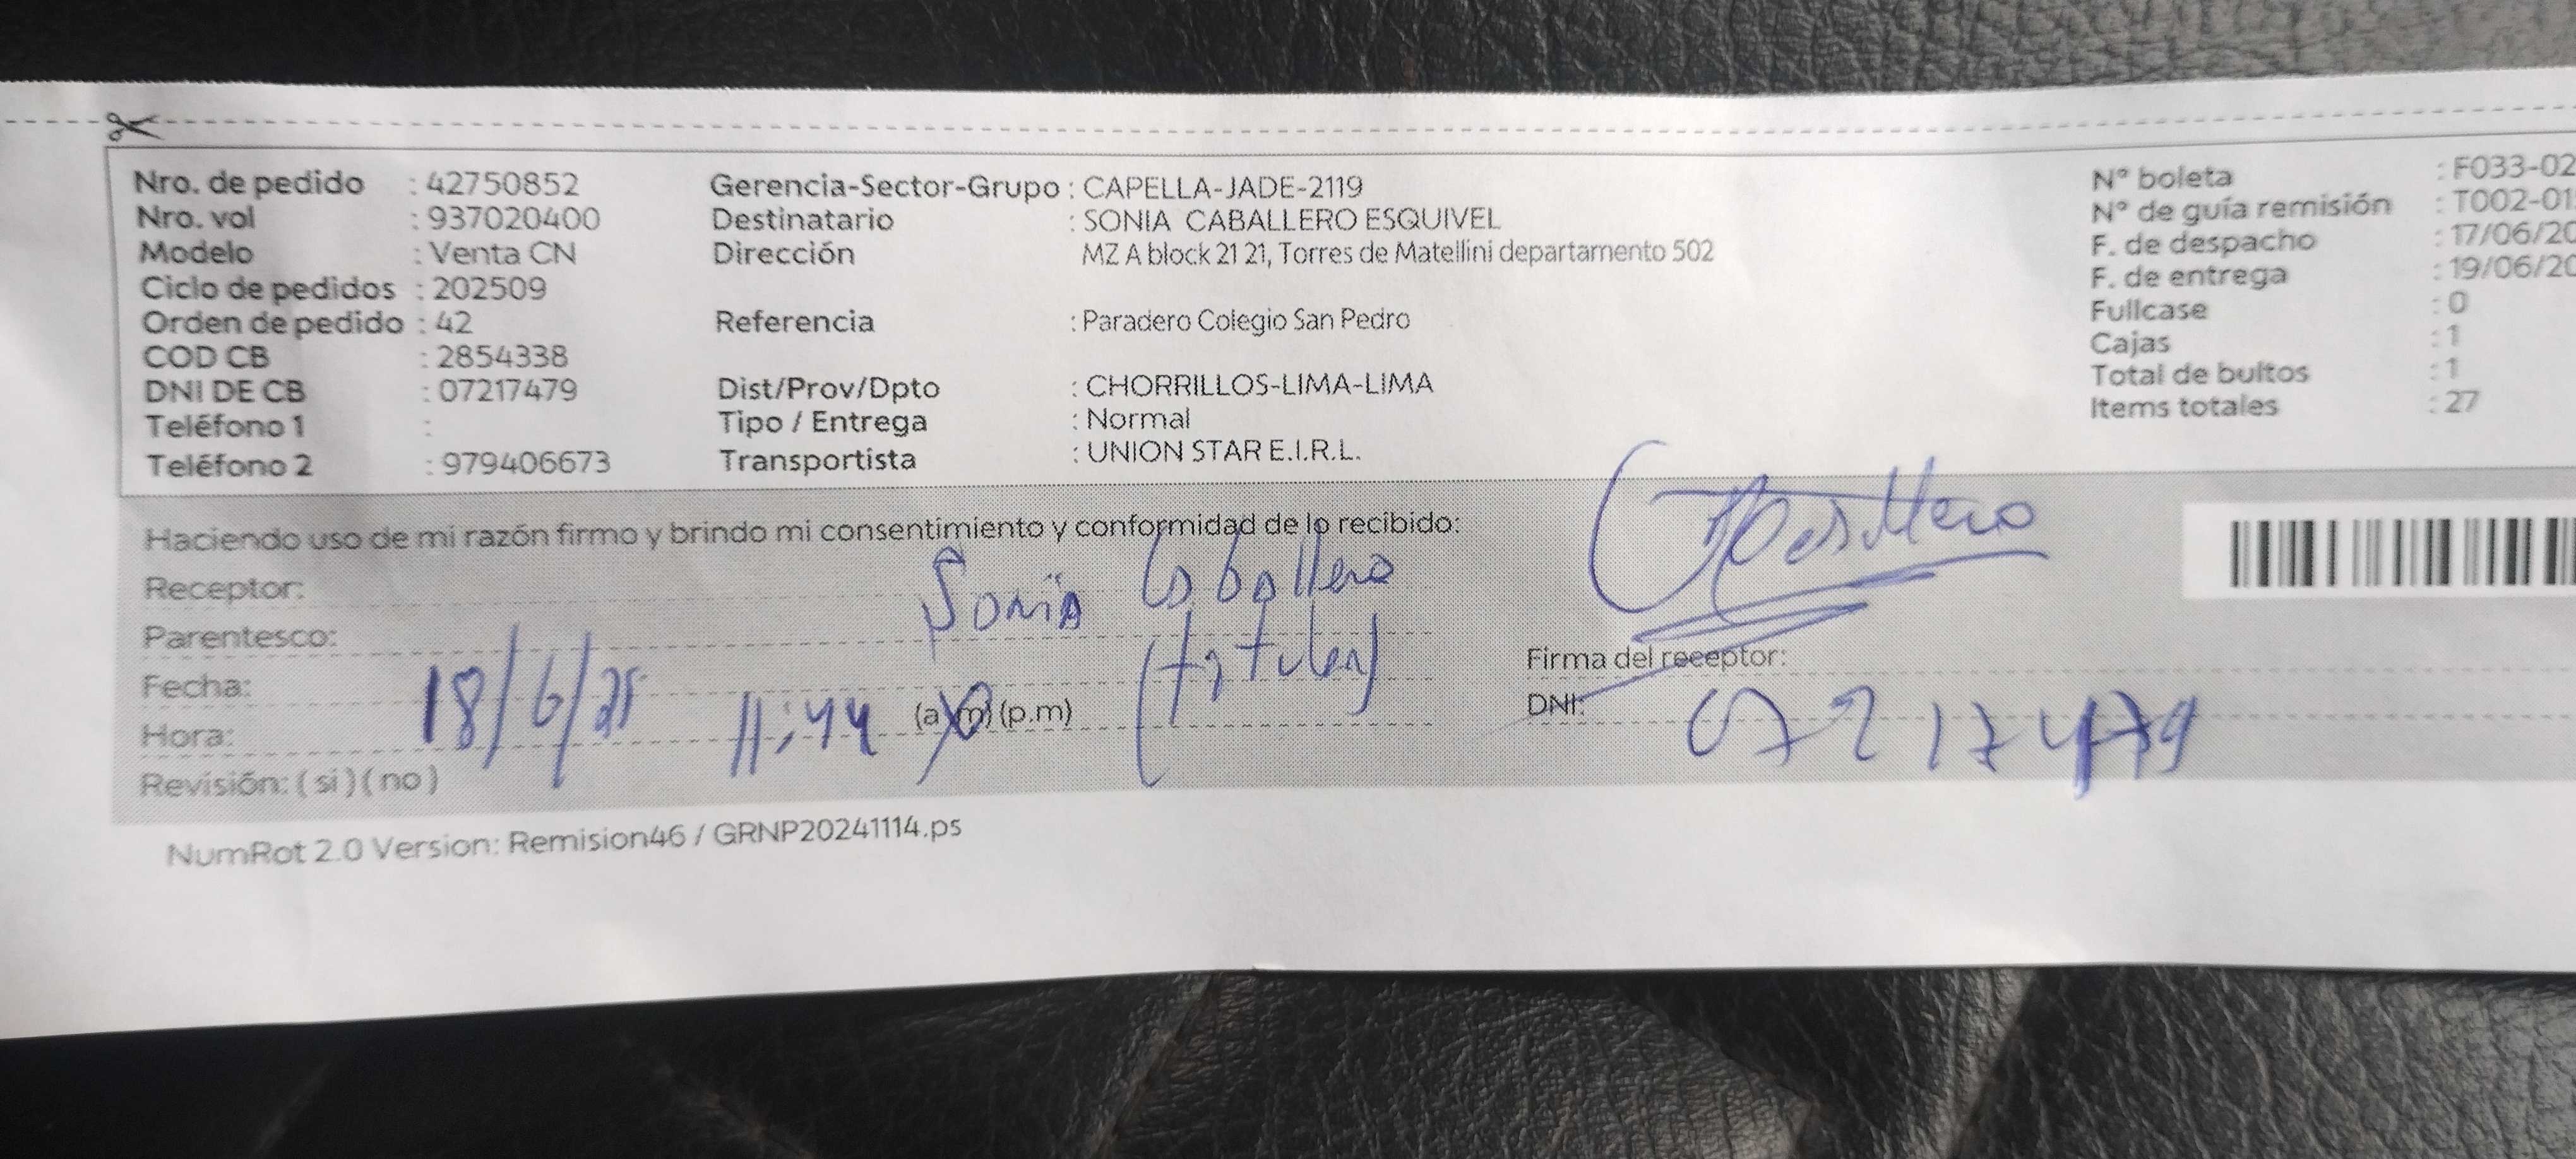 Nro. de pedido : 42750852
Nro. vol : 937020400
Modelo : Venta CN
Ciclo de pedidos : 202509
Orden de pedido : 42
COD CB : 2854338
DNI DE CB : 07217479
Teléfono 1 :
Teléfono 2 : 979406673
Gerencia-Sector-Grupo : CAPELLA-JADE-2119
Destinatario : SONIA CABALLERO ESQUIVEL
Dirección MZ A block 21 21, Torres de Matellini departamento 502
Referencia : Paradero Colegio San Pedro
Dist/Prov/Dpto : CHORRILLOS-LIMA-LIMA
Tipo / Entrega : Normal
Transportista : UNION STAR E.I.R.L.
N° boleta : F033-02
N° de guía remisión : T002-01
F. de despacho : 17/06/20
F. de entrega : 19/06/20
Fullcase : 0
Cajas : 1
Total de bultos : 1
Items totales : 27
Haciendo uso de mi razón firmo y brindo mi consentimiento y conformidad de lo recibido:
Receptor: Sonia Caballero
Parentesco: (titular)
Fecha: 18/6/25
Hora: 11:44 (a.m) (p.m)
Revisión: ( si ) ( no )
Firma del receptor:
DNI: 07217479
NumRot 2.0 Version: Remision46 / GRNP20241114.ps